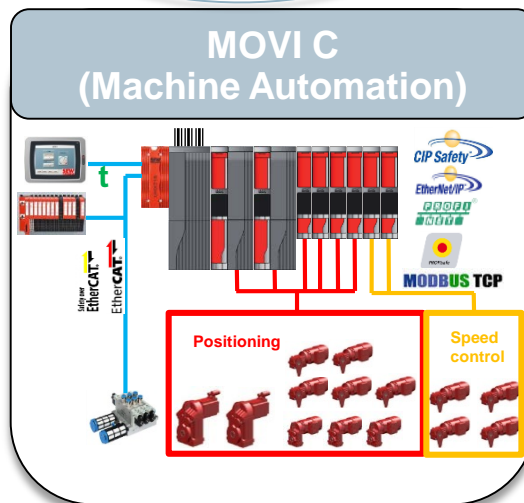 MOVI C
(Machine Automation)
t
CIP Safety
EtherNet/IP
PROFI
NET
PROFIsafe
MODBUS TCP
Safety over
EtherCAT
EtherCAT
Positioning
Speed
control